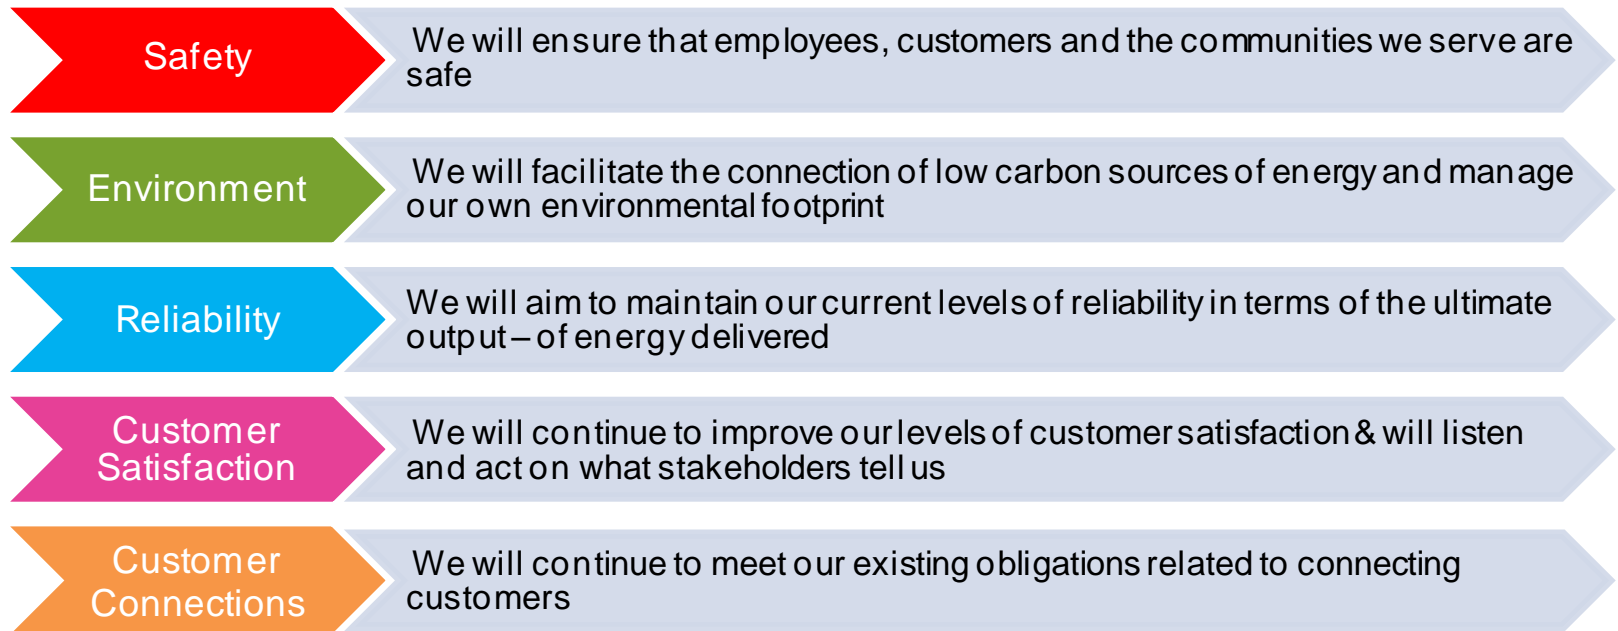 Safety
We will ensure that employees, customers and the communities we serve are
safe
Environment
We will facilitate the connection of low carbon sources of energy and manage
our own environmental footprint
Reliability
We will aim to maintain our current levels of reliability in terms of the ultimate
output – of energy delivered
Customer
Satisfaction
We will continue to improve our levels of customer satisfaction & will listen
and act on what stakeholders tell us
Customer
Connections
We will continue to meet our existing obligations related to connecting
customers